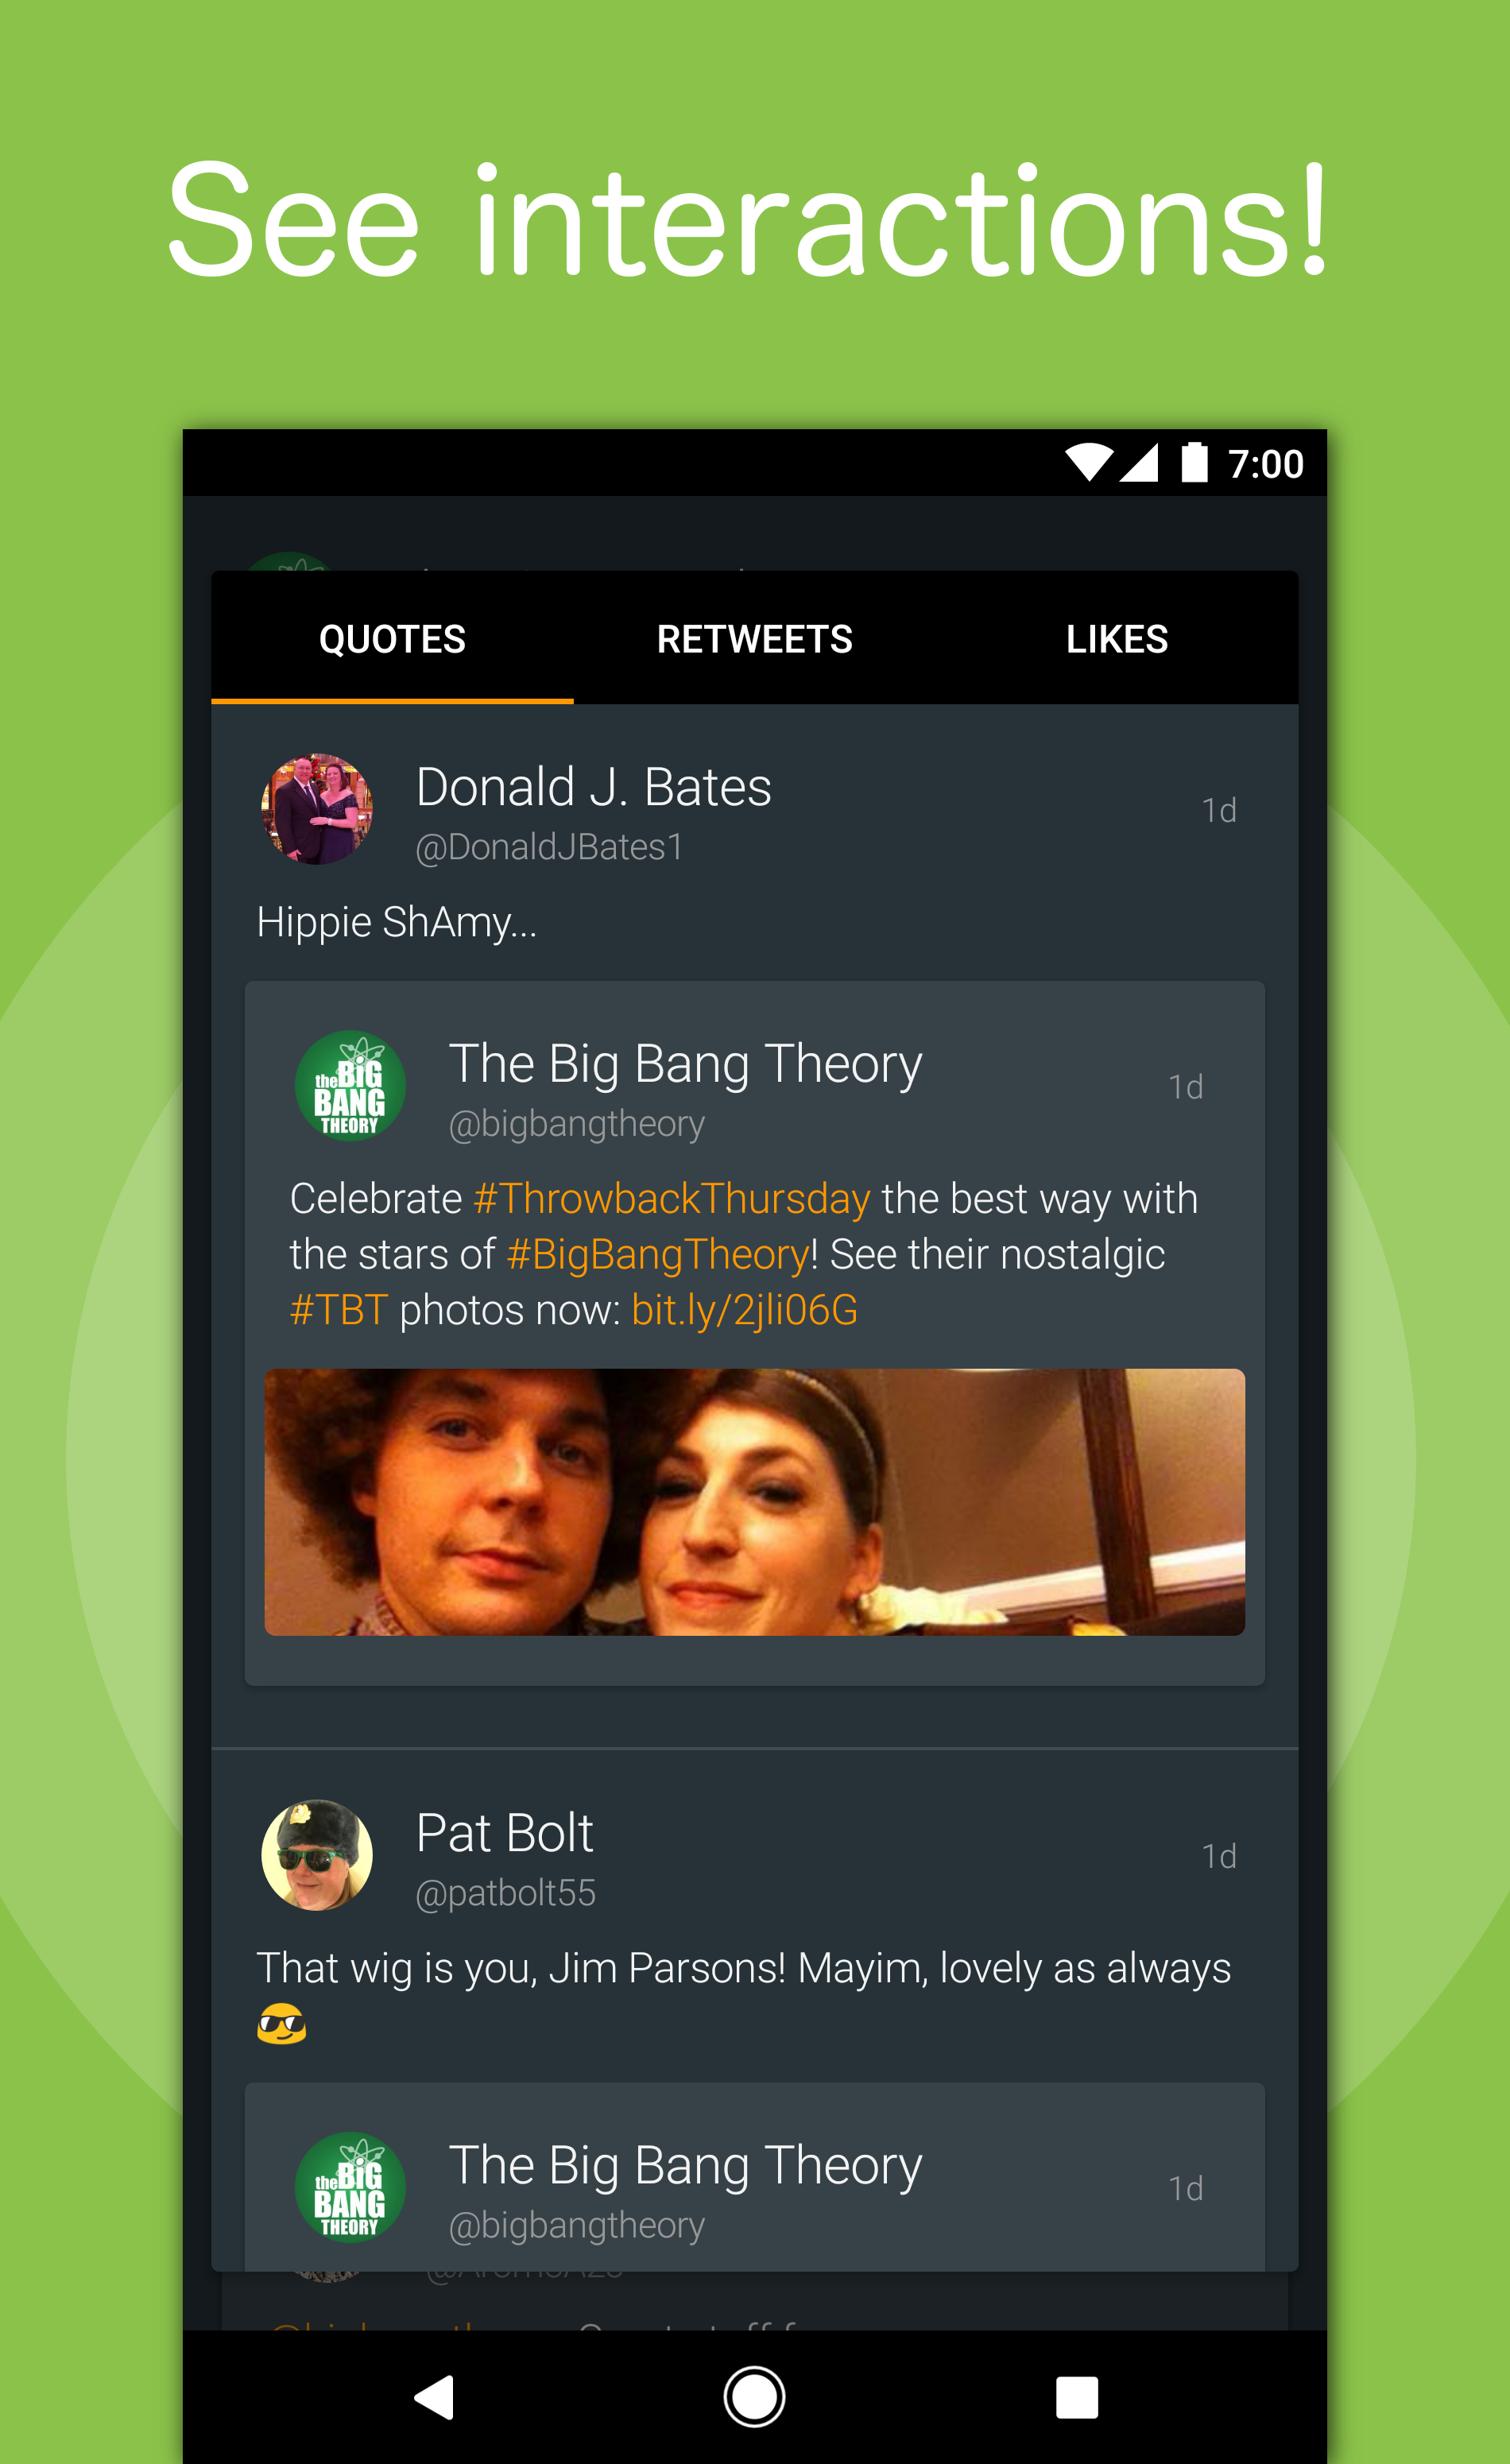 See interactions!
7:00
QUOTES RETWEETS LIKES
Donald J. Bates
1d
@DonaldJBates1
Hippie ShAmy...
the BIG
BANG
THEORY
The Big Bang Theory
1d
@bigbangtheory
Celebrate #ThrowbackThursday the best way with
the stars of #BigBangTheory! See their nostalgic
#TBT photos now: bit.ly/2jli06G
Pat Bolt
1d
@patbolt55
That wig is you, Jim Parsons! Mayim, lovely as always
😎
the BIG
BANG
THEORY
The Big Bang Theory
1d
@bigbangtheory